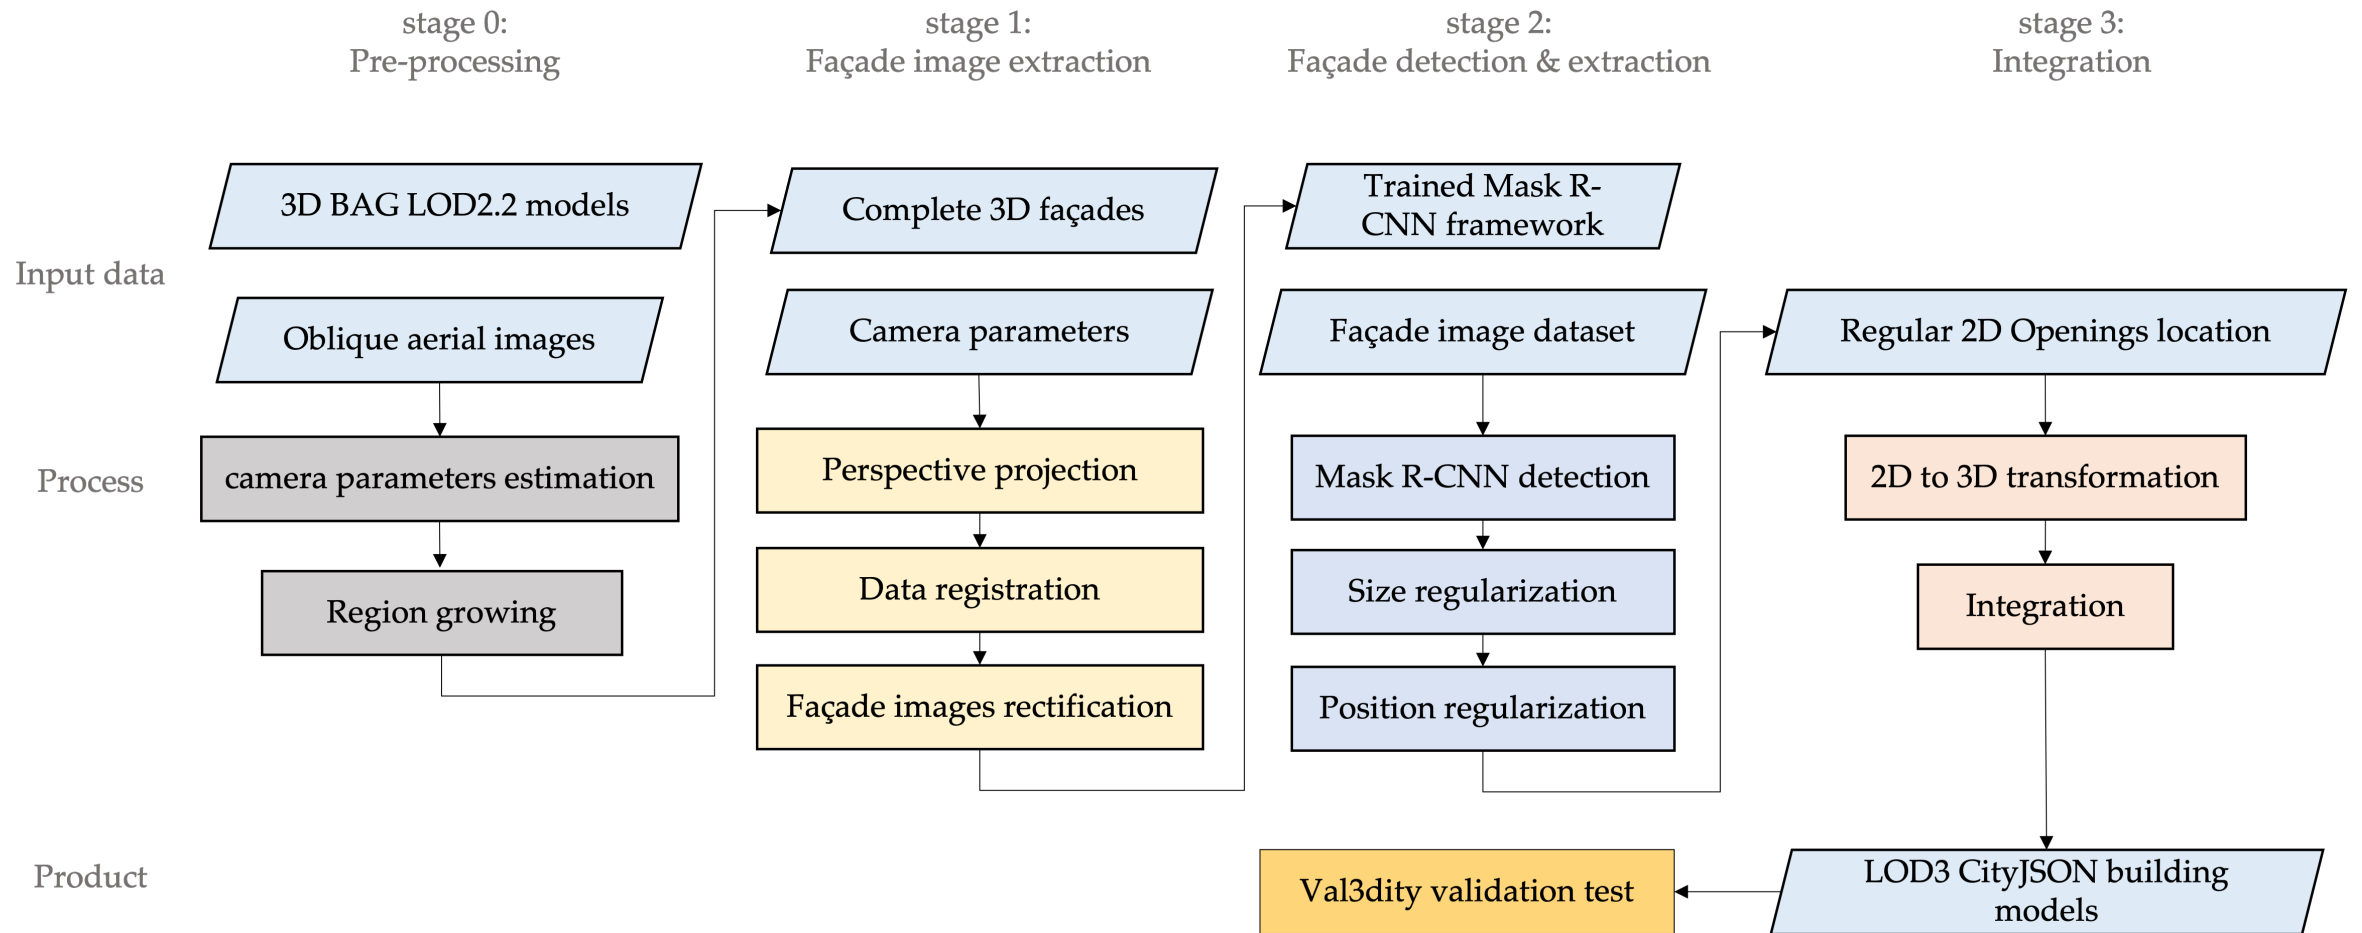 stage 0:
Pre-processing
stage 1:
Façade image extraction
stage 2:
Façade detection & extraction
stage 3:
Integration
Input data
3D BAG LOD2.2 models
Complete 3D façades
Trained Mask R-
CNN framework
Oblique aerial images
Camera parameters
Façade image dataset
Regular 2D Openings location
Process
camera parameters estimation
Perspective projection
Mask R-CNN detection
2D to 3D transformation
Region growing
Data registration
Size regularization
Integration
Façade images rectification
Position regularization
Product
Val3dity validation test
LOD3 CityJSON building
models